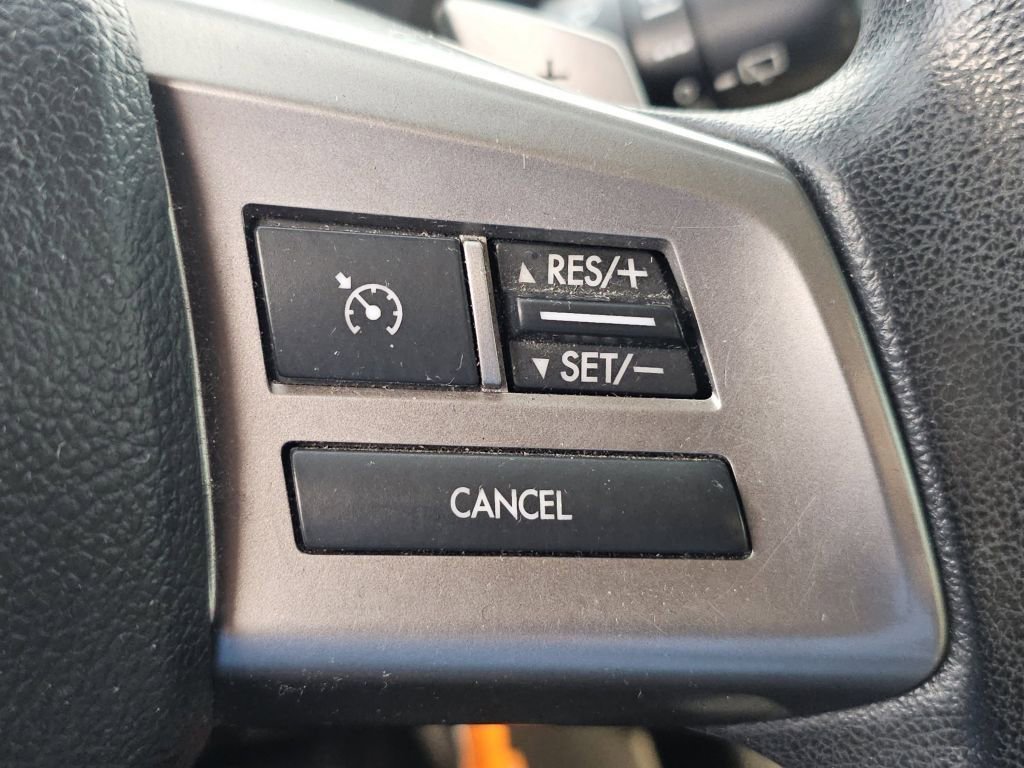 +
▲ RES/+
▼ SET/−
CANCEL